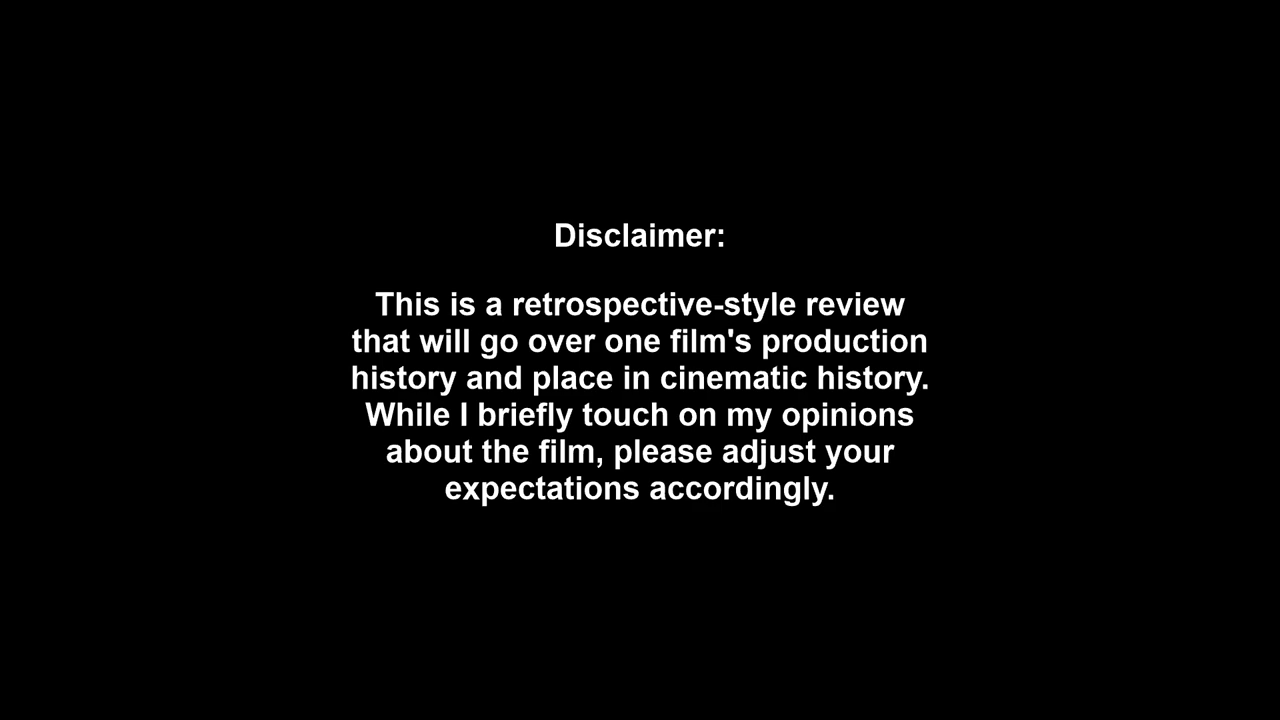 Disclaimer:
This is a retrospective-style review
that will go over one film's production
history and place in cinematic history.
While I briefly touch on my opinions
about the film, please adjust your
expectations accordingly.